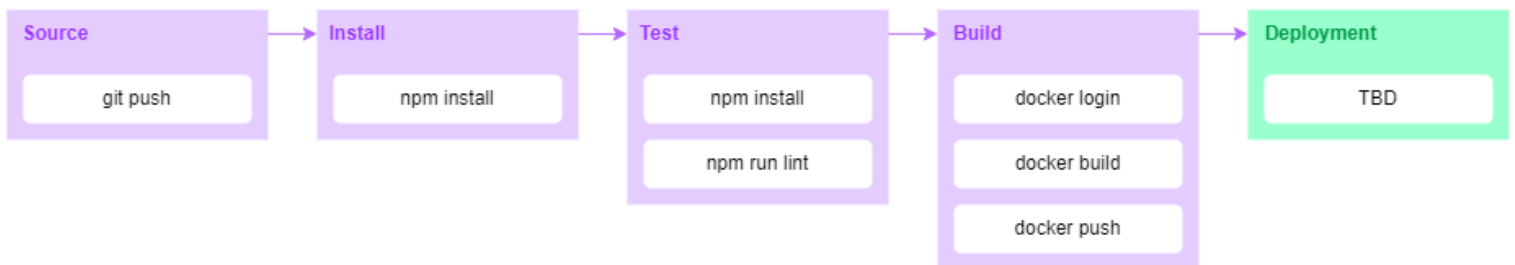 Source
git push
Install
npm install
Test
npm install
npm run lint
Build
docker login
docker build
docker push
Deployment
TBD